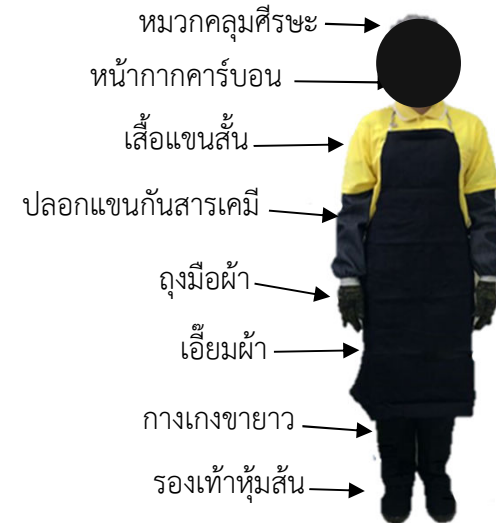 หมวกคลุมศีรษะ
หน้ากากคาร์บอน
เสื้อแขนสั้น
ปลอกแขนกันสารเคมี
ถุงมือผ้า
เอี๊ยมผ้า
กางเกงขายาว
รองเท้าหุ้มส้น